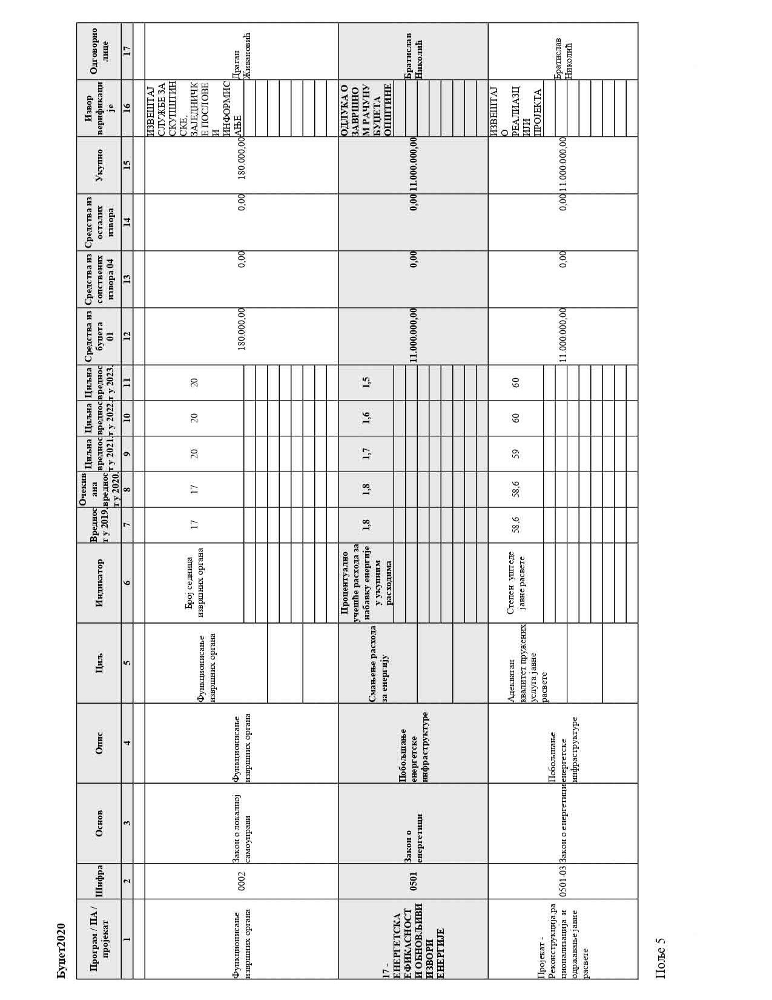 Буџет2020
Програм / ПА /
пројекат
Шифра
Основ
Опис
Циљ
Индикатор
Вреднос
т у 2019.
Очекив
ана
вреднос
т у 2020.
Циљна
вреднос
т у 2021.
Циљна
вреднос
т у 2022.
Циљна
вреднос
т у 2023.
Средства из
буџета
01
Средства из
сопствених
извора 04
Средства из
осталих
извора
Укупно
Извор
верификаци
је
Одговорно
лице
1
2
3
4
5
6
7
8
9
10
11
12
13
14
15
16
17
Функционисање
извршних органа
0002
Закон о локалној
самоуправи
Функционисање
извршних органа
Функционисање
извршних органа
Број седница
извршних органа
17
17
20
20
20
180.000,00
0,00
0,00
180.000,00
ИЗВЕШТАЈ
СЛУЖБЕ ЗА
СКУПШТИН
СКЕ,
ЗАЈЕДНИЧК
Е ПОСЛОВЕ
И
ИНФОРМИС
АЊЕ
Драган
Живановић
17 -
ЕНЕРГЕТСКА
ЕФИКАСНОСТ
И ОБНОВЉИВИ
ИЗВОРИ
ЕНЕРГИЈЕ
0501
Закон о
енергетици
Побољшање
енергетске
инфраструктуре
Смањење расхода
за енергију
Процентуално
учешће расхода за
набавку енергије
у укупним
расходима
1,8
1,8
1,7
1,6
1,5
11.000.000,00
0,00
0,00
11.000.000,00
ОДЛУКА О
ЗАВРШНО
М РАЧУНУ
БУЏЕТА
ОПШТИНЕ
Братислав
Николић
Пројекат -
Реконструкција,ра
ционализација и
одржавање јавне
расвете
0501-03
Закон о енергетици
Побољшање
енергетске
инфраструктуре
Адекватан
квалитет пружених
услуга јавне
расвете
Степен уштеде
јавне расвете
58,6
58,6
59
60
60
11.000.000,00
0,00
0,00
11.000.000,00
ИЗВЕШТАЈ
О
РЕАЛИАЗЦ
ИЈИ
ПРОЈЕКТА
Братислав
Николић
Поље 5